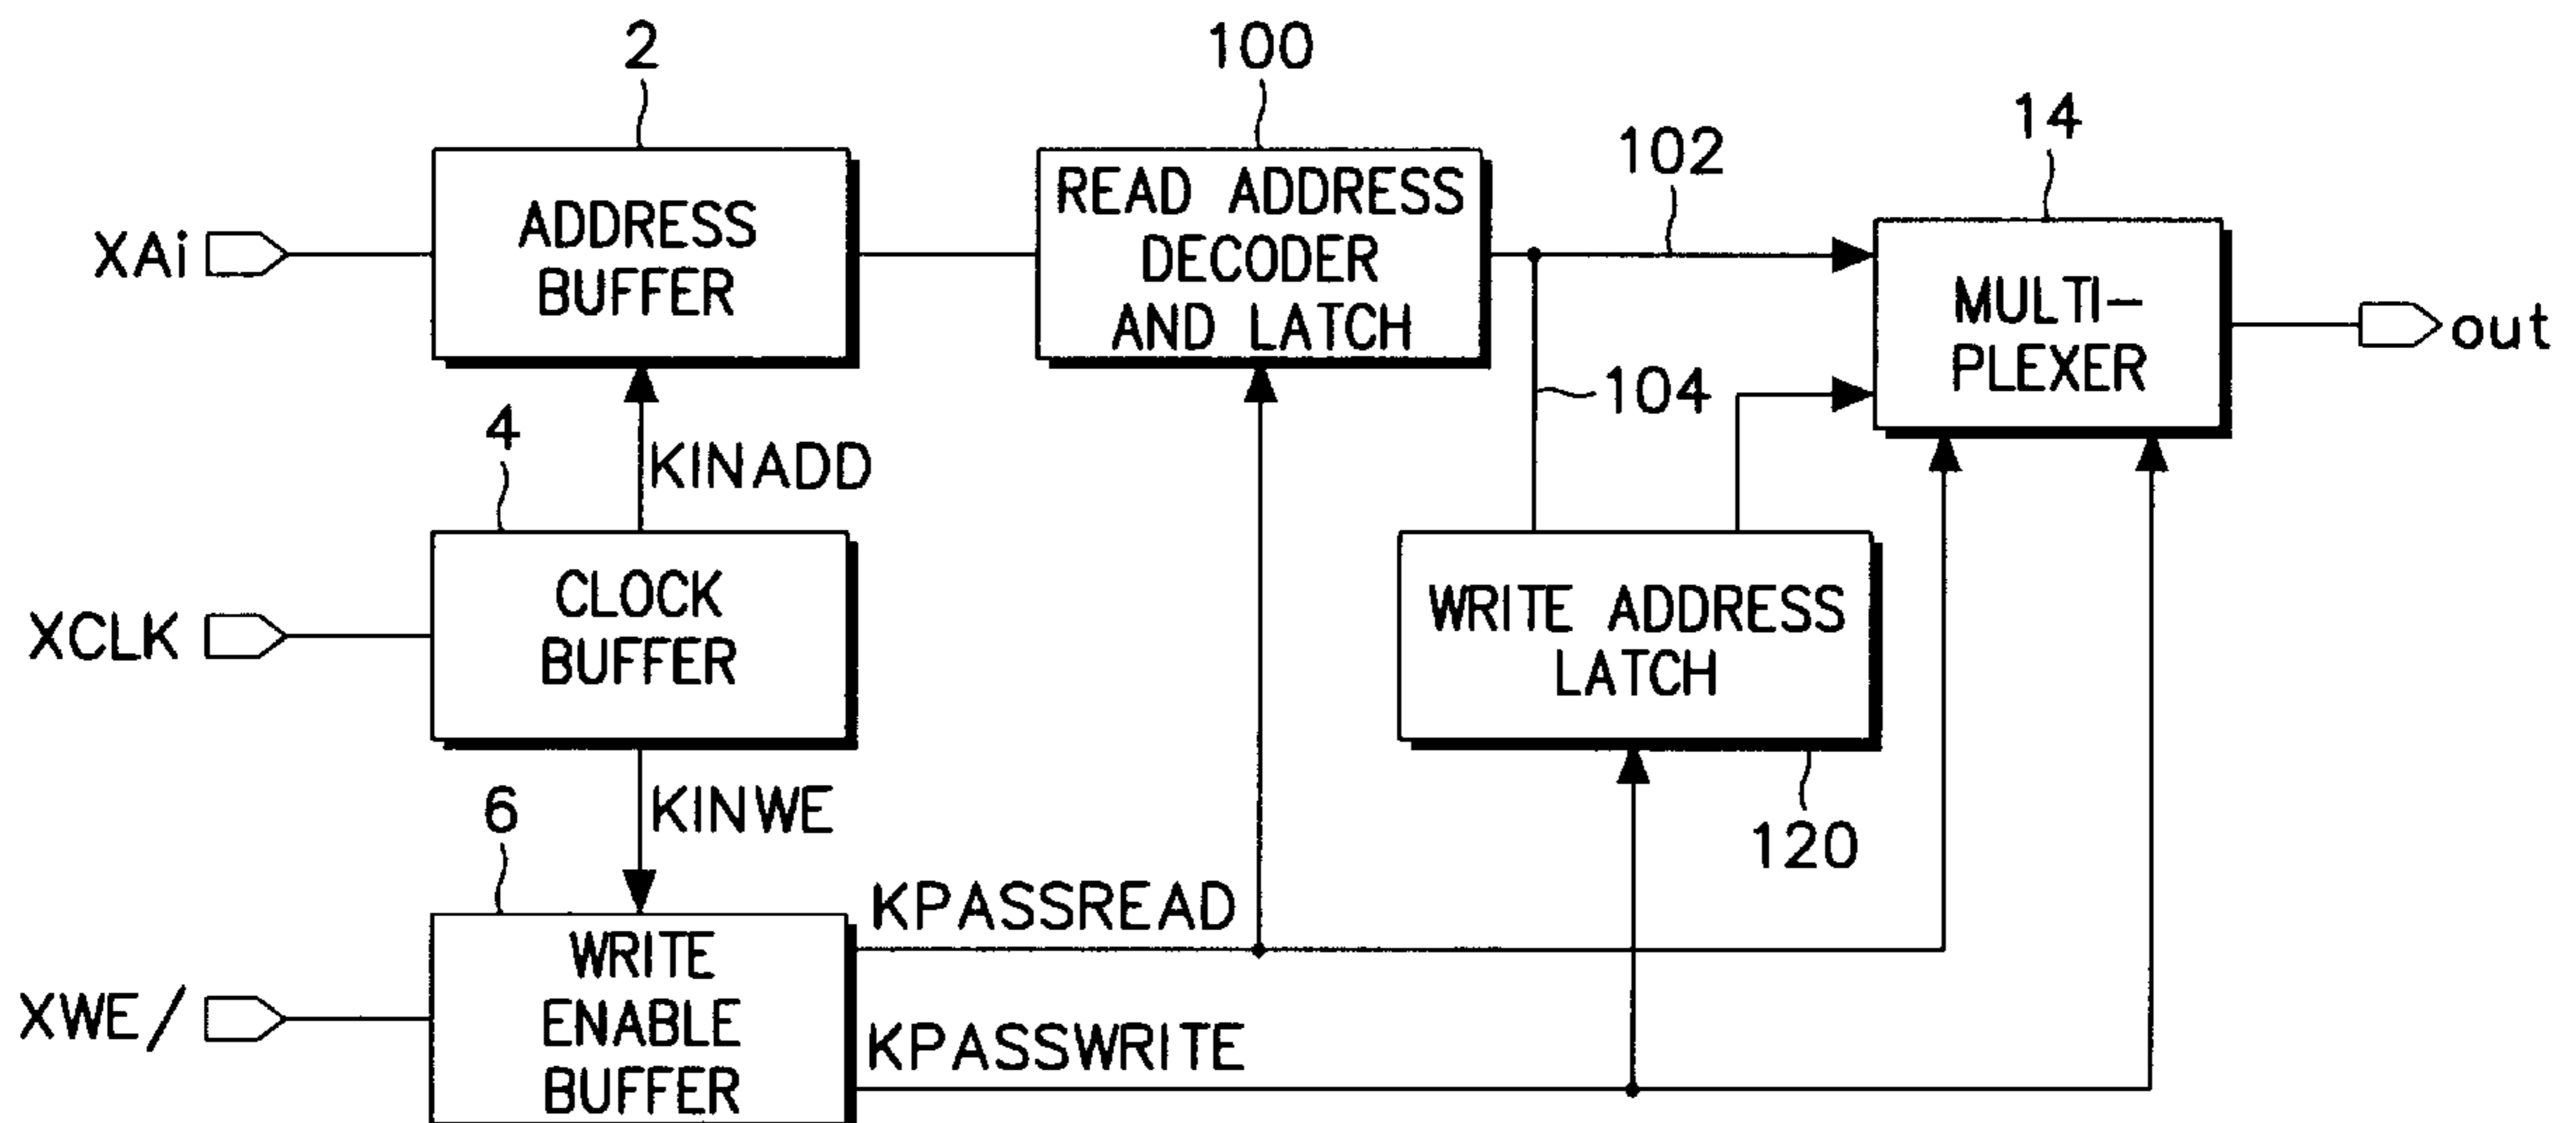 2
100
102
14
ADDRESS
BUFFER
READ ADDRESS
DECODER
AND LATCH
XAi
MULTI-
PLEXER
out
104
4
KINADD
XCLK
CLOCK
BUFFER
WRITE ADDRESS
LATCH
6
KINWE
120
KPASSREAD
XWE/
WRITE
ENABLE
BUFFER
KPASSWRITE